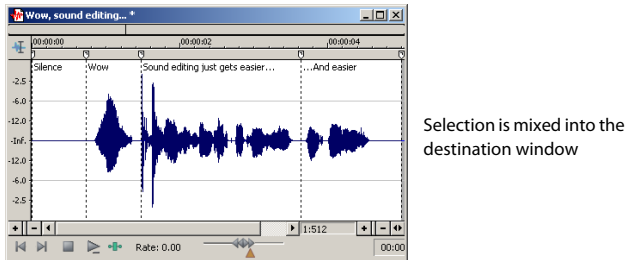 Wow, sound editing... *
00:00:00 ,00:00:02 ,00:00:04
Silence Wow Sound editing just gets easier... ...And easier
-2.5
-6.0
-12.0
-Inf.
-12.0
-6.0
-2.5
Selection is mixed into the
destination window
1:512
Rate: 0.00 00:00